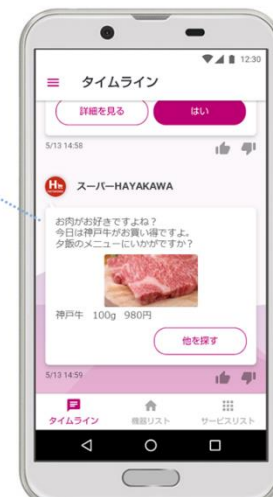 12:30
タイムライン
詳細を見る
はい
5/13 14:58
スーパーHAYAKAWA
お肉がお好きですよね？
今日は神戸牛がお買い得ですよ。
夕飯のメニューにいかがですか？
神戸牛 100g 980円
他を探す
5/13 14:59
タイムライン 機器リスト サービスリスト